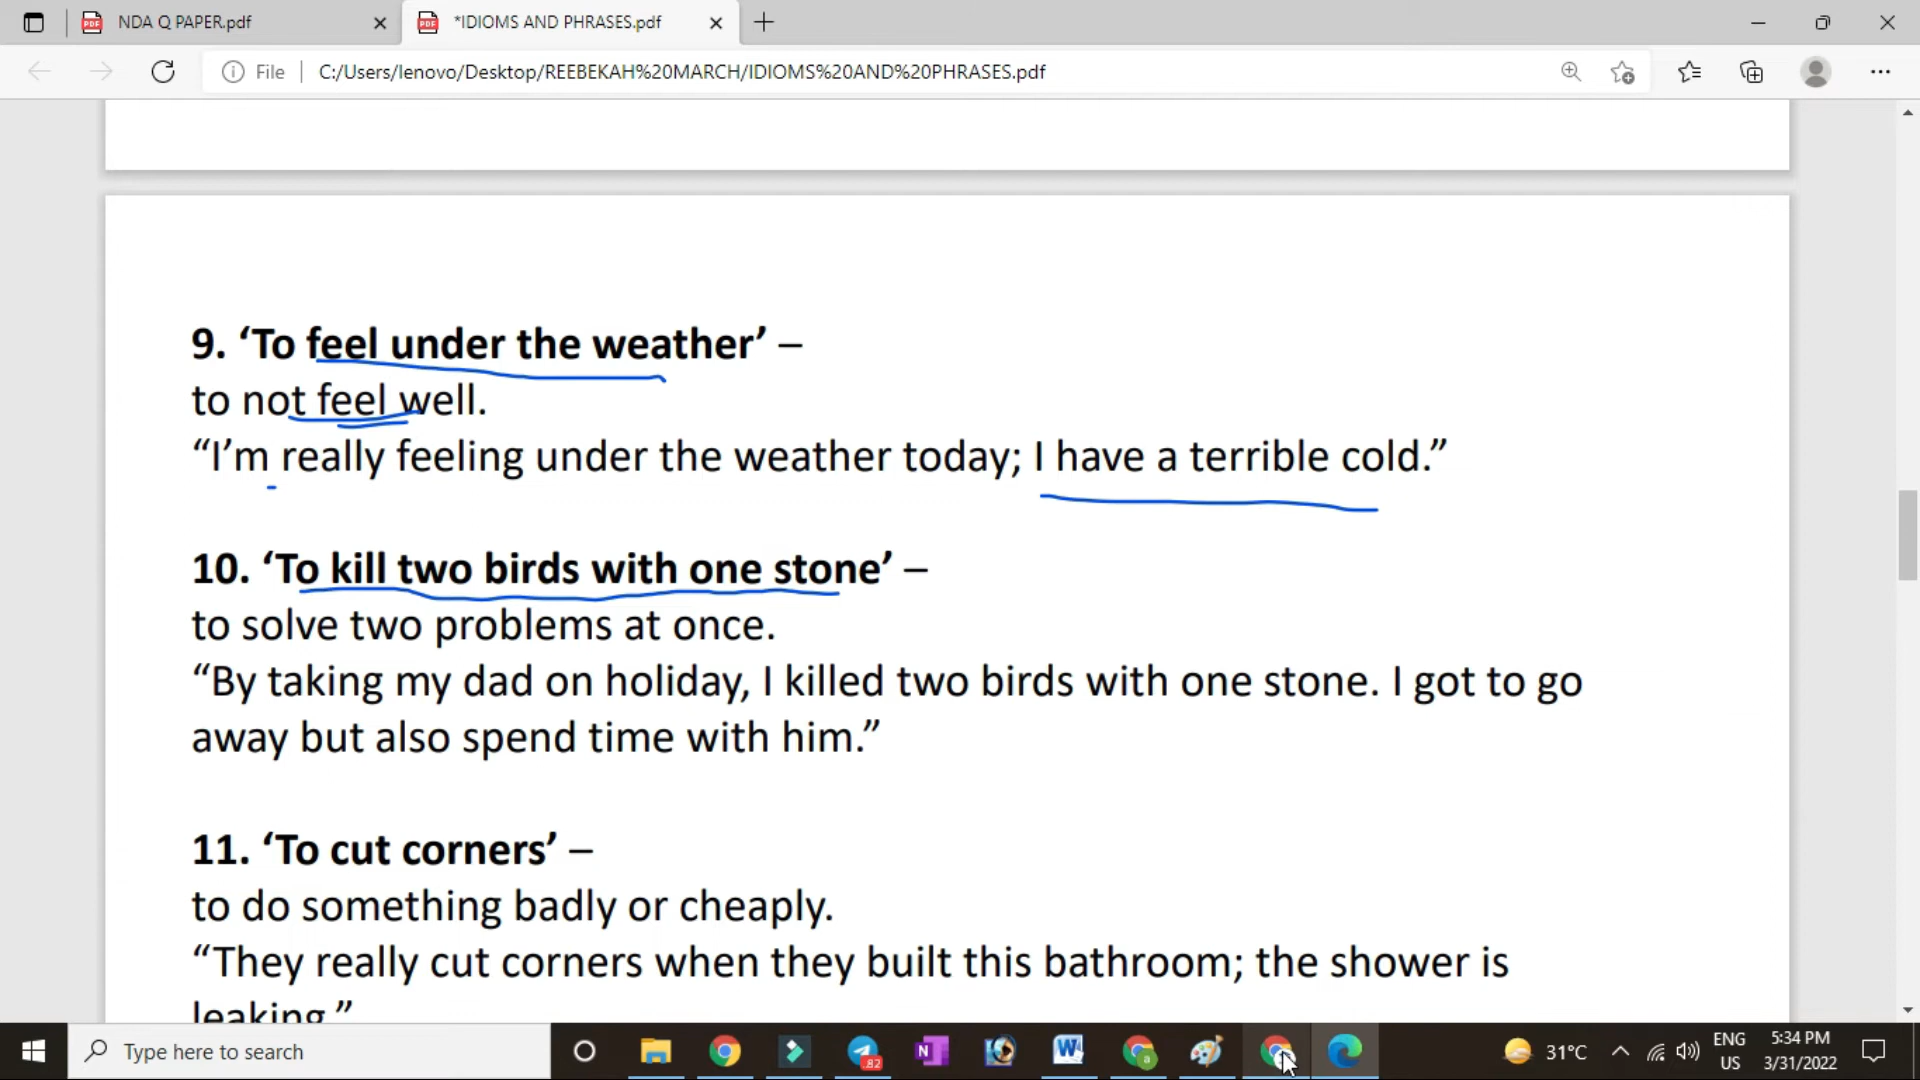 NDA Q PAPER.pdf
*IDIOMS AND PHRASES.pdf
File
C:/Users/lenovo/Desktop/REEBEKAH%20MARCH/IDIOMS%20AND%20PHRASES.pdf
9. ‘To feel under the weather’ –
to not feel well.
“I’m really feeling under the weather today; I have a terrible cold.”
10. ‘To kill two birds with one stone’ –
to solve two problems at once.
“By taking my dad on holiday, I killed two birds with one stone. I got to go
away but also spend time with him.”
11. ‘To cut corners’ –
to do something badly or cheaply.
“They really cut corners when they built this bathroom; the shower is
leaking.”
Type here to search
.82
31°C
ENG
US
5:34 PM
3/31/2022